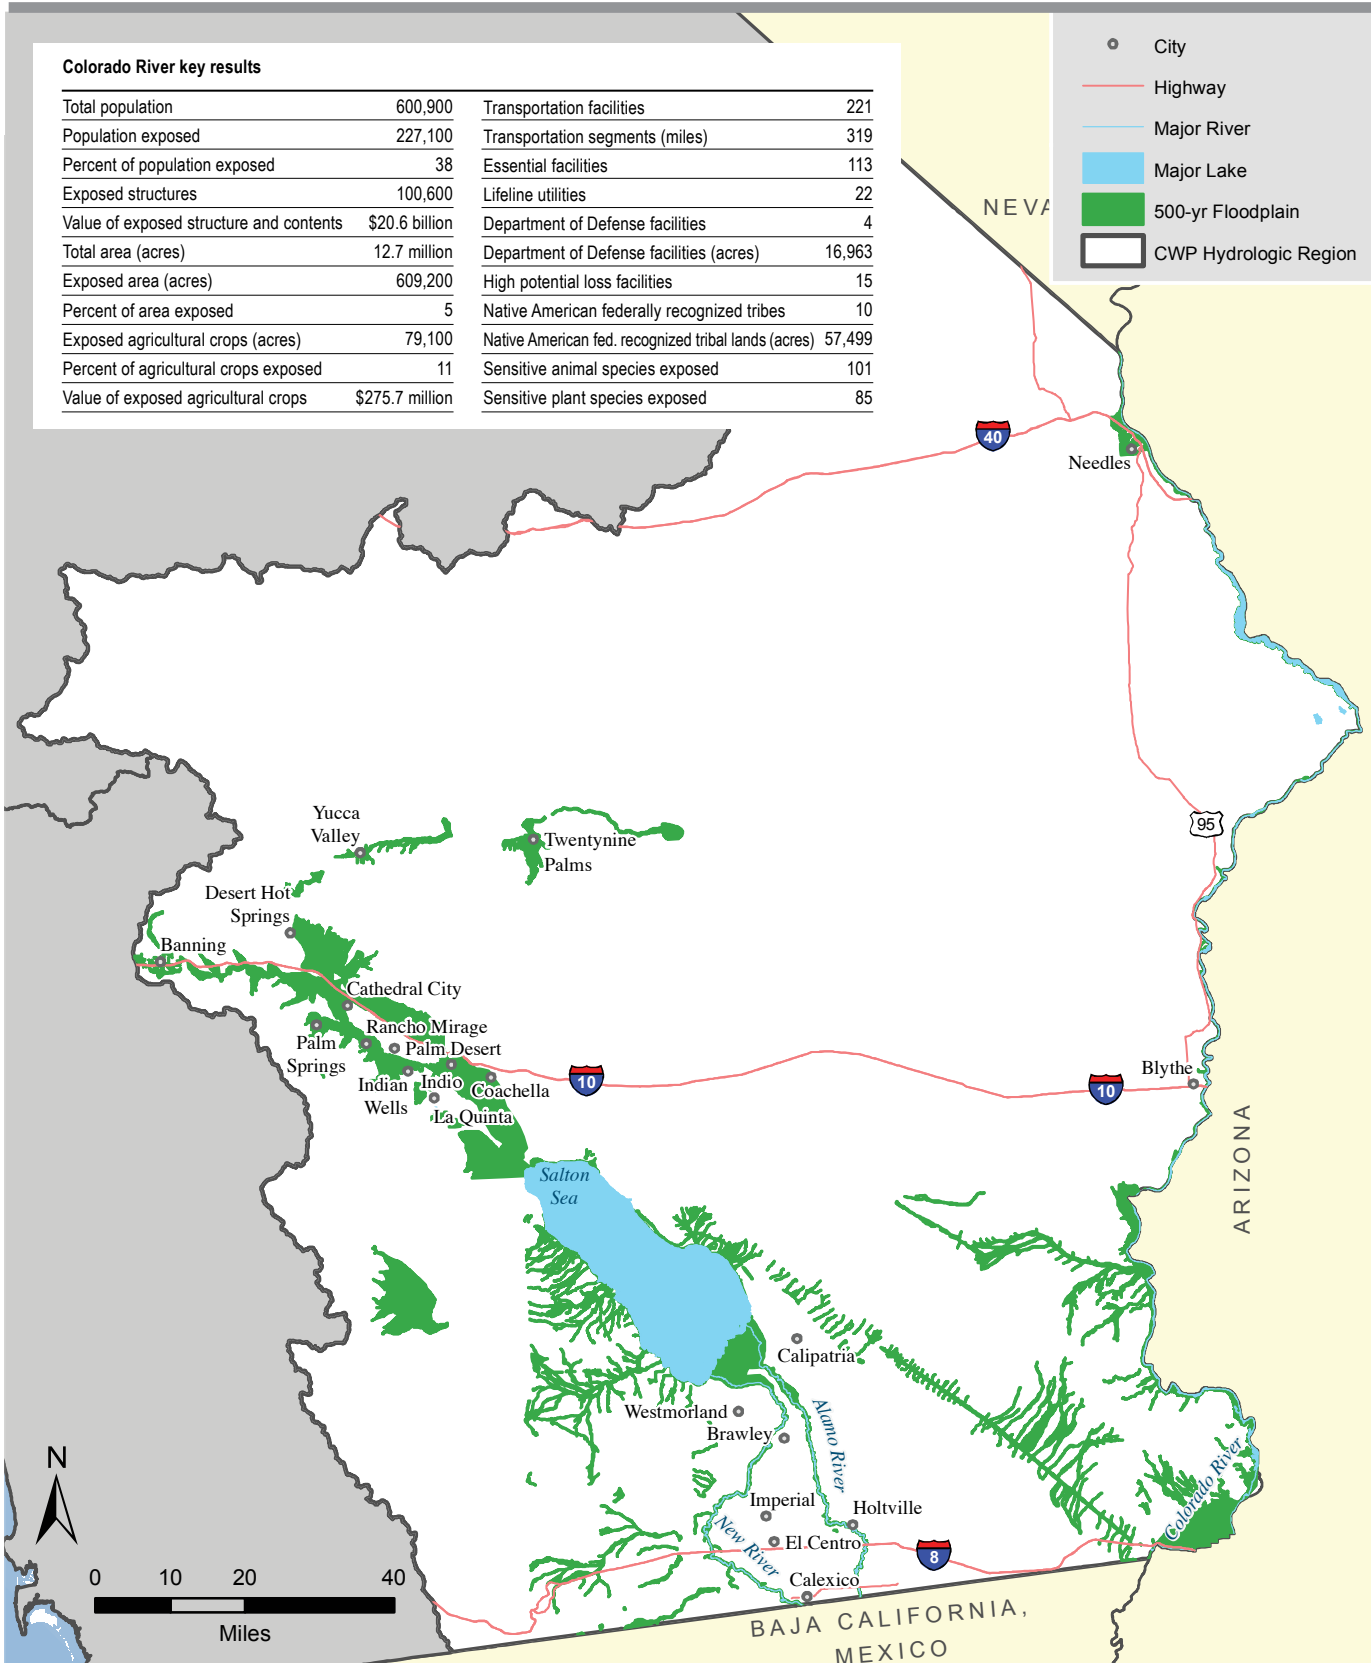 Colorado River key results
Total population 600,900
Population exposed 227,100
Percent of population exposed 38
Exposed structures 100,600
Value of exposed structure and contents $20.6 billion
Total area (acres) 12.7 million
Exposed area (acres) 609,200
Percent of area exposed 5
Exposed agricultural crops (acres) 79,100
Percent of agricultural crops exposed 11
Value of exposed agricultural crops $275.7 million
Transportation facilities 221
Transportation segments (miles) 319
Essential facilities 113
Lifeline utilities 22
Department of Defense facilities 4
Department of Defense facilities (acres) 16,963
High potential loss facilities 15
Native American federally recognized tribes 10
Native American fed. recognized tribal lands (acres) 57,499
Sensitive animal species exposed 101
Sensitive plant species exposed 85
City
Highway
Major River
Major Lake
500-yr Floodplain
CWP Hydrologic Region
NEVA
40
Needles
95
Yucca
Valley
Twentynine
Palms
Desert Hot
Springs
Banning
Cathedral City
Rancho Mirage
Palm
Springs
Palm Desert
Indian
Wells
Indio
Coachella
La Quinta
10
10
Blythe
ARIZONA
Salton
Sea
Calipatria
Westmorland
Brawley
Alamo River
Imperial
Holtville
New River
El Centro
Calexico
8
Colorado River
N
0 10 20 40
Miles
BAJA CALIFORNIA,
MEXICO